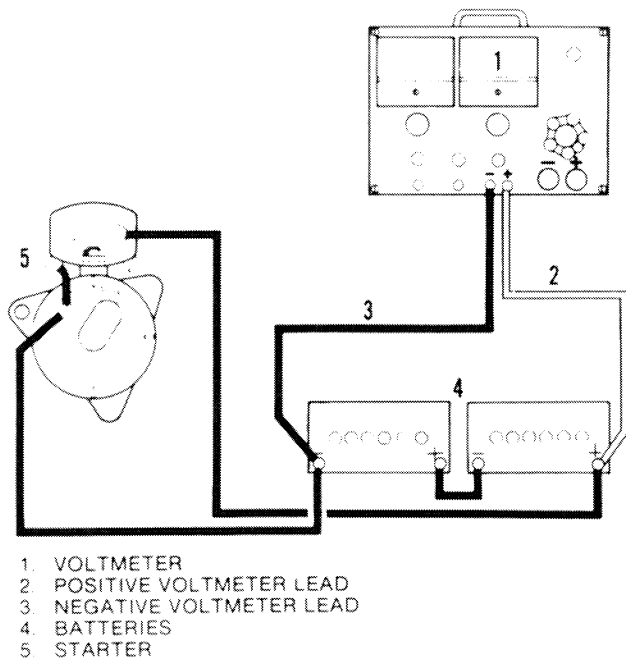 1
- +
- +
5
2
3
4
- + - +
1. VOLTMETER
2. POSITIVE VOLTMETER LEAD
3. NEGATIVE VOLTMETER LEAD
4. BATTERIES
5. STARTER